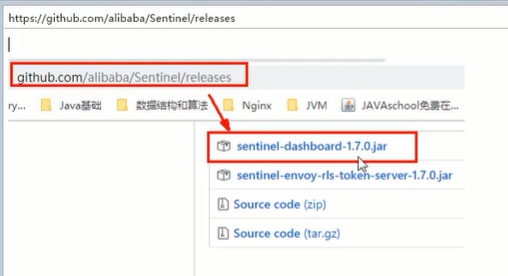 https://github.com/alibaba/Sentinel/releases
github.com/alibaba/Sentinel/releases
ry... Java基础 数据结构和算法 Nginx JVM JAVAschool免费在...
sentinel-dashboard-1.7.0.jar
sentinel-envoy-rls-token-server-1.7.0.jar
Source code (zip)
Source code (tar.gz)